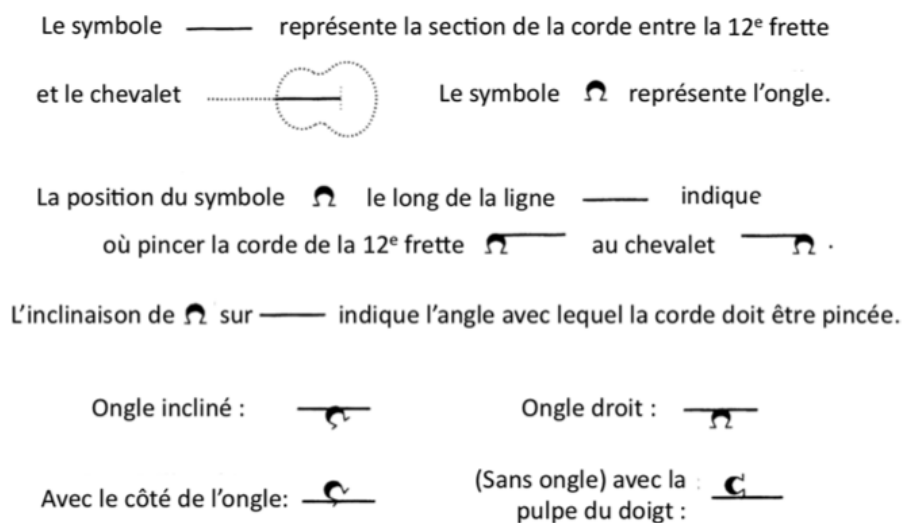 Le symbole représente la section de la corde entre la 12e frette
et le chevalet Le symbole représente l'ongle.
La position du symbole le long de la ligne indique
où pincer la corde de la 12e frette au chevalet .
L'inclinaison de sur indique l'angle avec lequel la corde doit être pincée.
Ongle incliné : Ongle droit :
Avec le côté de l'ongle: (Sans ongle) avec la :
pulpe du doigt :